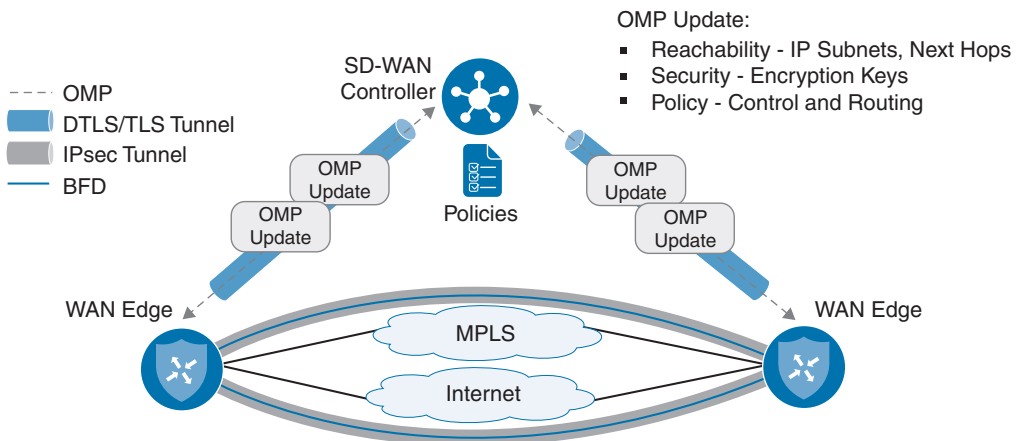 OMP Update:
▪ Reachability - IP Subnets, Next Hops
▪ Security - Encryption Keys
▪ Policy - Control and Routing
SD-WAN
Controller
OMP
DTLS/TLS Tunnel
IPsec Tunnel
BFD
OMP
Update
OMP
Update
Policies
OMP
Update
OMP
Update
WAN Edge
WAN Edge
MPLS
Internet